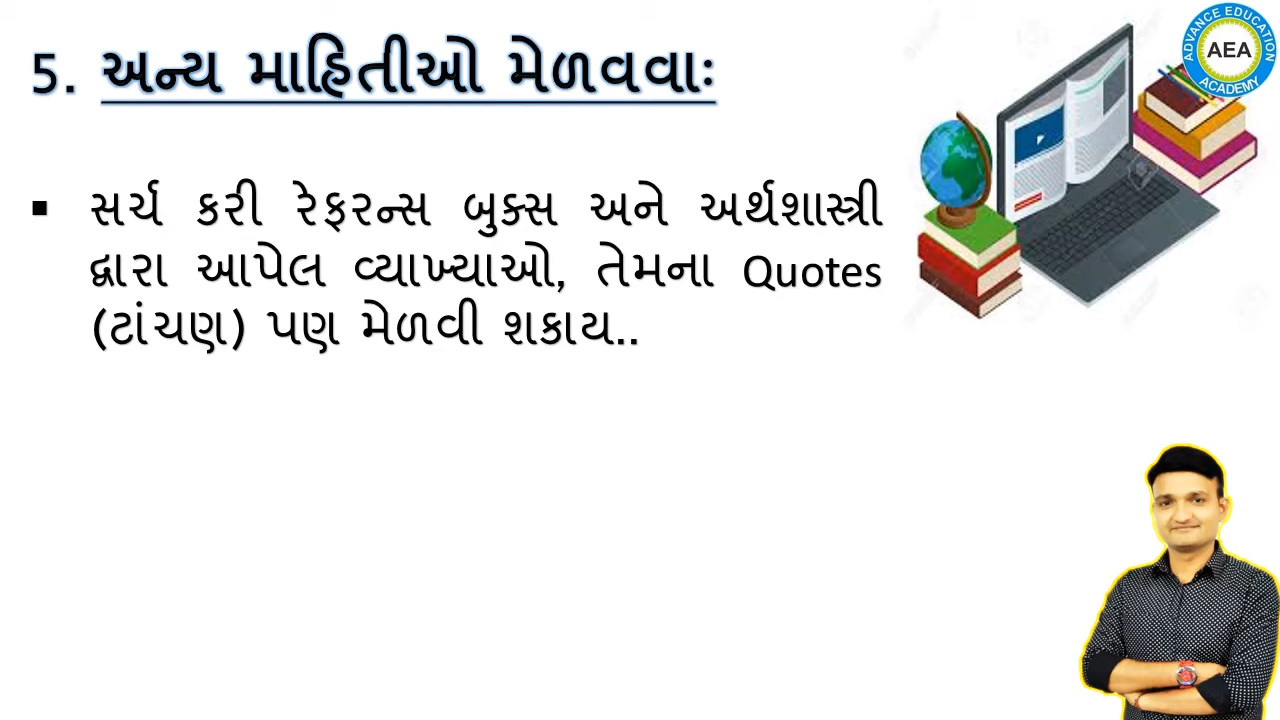 5. અન્ય માહિતીઓ મેળવવાઃ
▪ સર્ચ કરી રેફરન્સ બુક્સ અને અર્થશાસ્ત્રી
દ્વારા આપેલ વ્યાખ્યાઓ, તેમના Quotes
(ટાંચણ) પણ મેળવી શકાય..
ADVANCE EDUCATION
AEA
ACADEMY